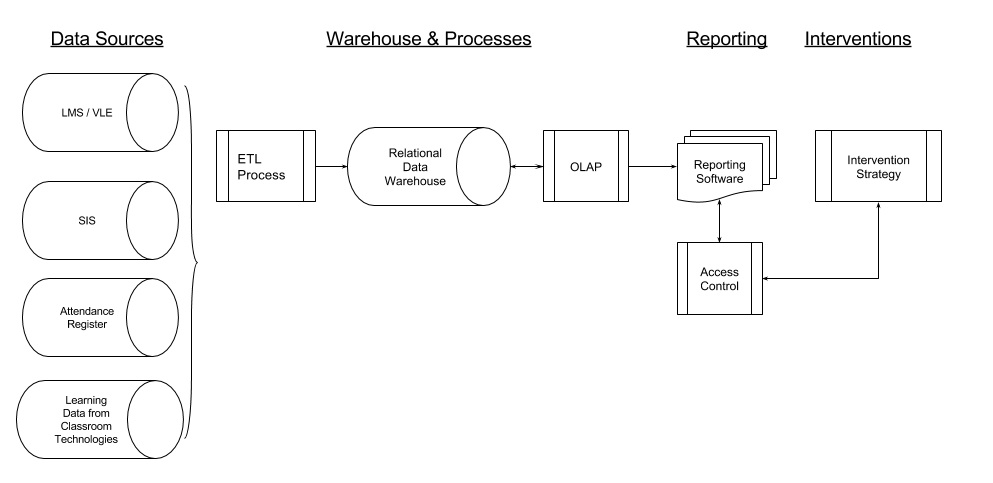 Data Sources
Warehouse & Processes
Reporting
Interventions
LMS / VLE
SIS
Attendance
Register
Learning
Data from
Classroom
Technologies
ETL
Process
Relational
Data
Warehouse
OLAP
Reporting
Software
Access
Control
Intervention
Strategy